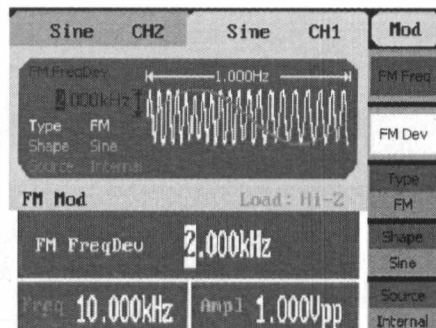 Sine CH2 Sine CH1 Mod
FM FreqDev
1.000Hz
FM Freq
2.000kHz
Type FM
FM Dev
Shape Sine
Source Internal
Type
FM
FM Mod Load: Hi-Z
Shape
Sine
FM FreqDev 2.000kHz
Source
Internal
Freq 10.000kHz Ampl 1.000Vpp